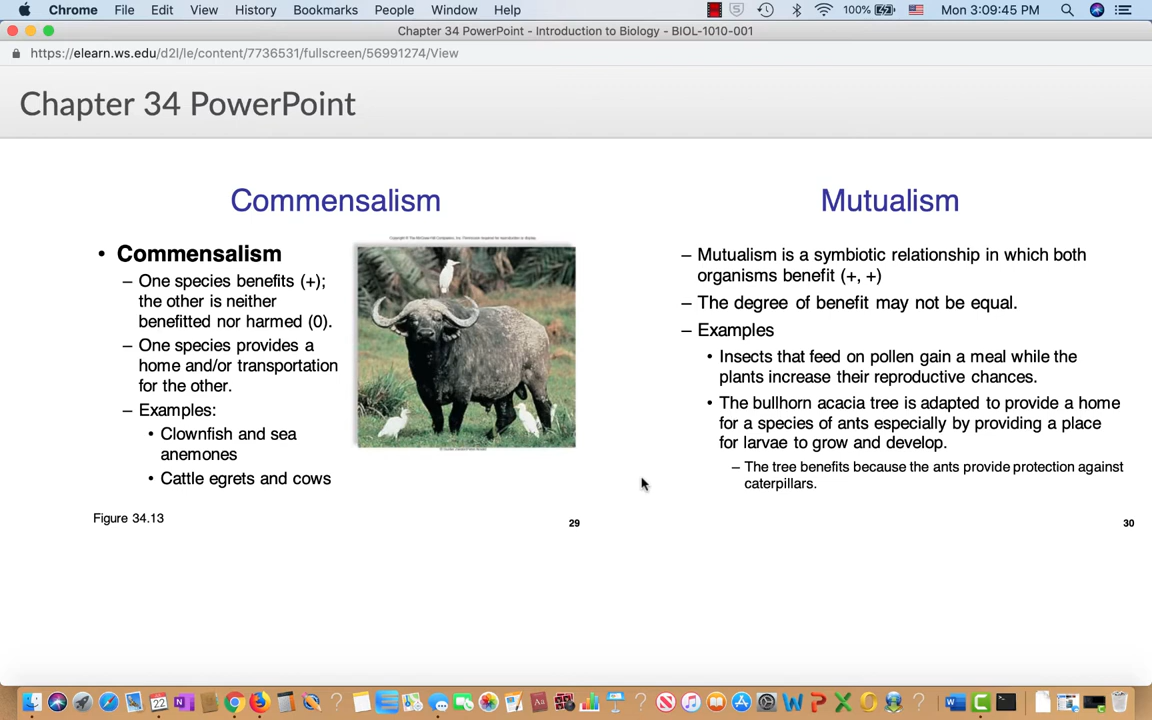 Chrome File Edit View History Bookmarks People Window Help 100% Mon 3:09:45 PM
Chapter 34 PowerPoint - Introduction to Biology - BIOL-1010-001
https://elearn.ws.edu/d2l/le/content/7736531/fullscreen/56991274/View
Chapter 34 PowerPoint
Commensalism
• Commensalism
– One species benefits (+);
the other is neither
benefitted nor harmed (0).
– One species provides a
home and/or transportation
for the other.
– Examples:
• Clownfish and sea
anemones
• Cattle egrets and cows
Figure 34.13
29
Mutualism
– Mutualism is a symbiotic relationship in which both
organisms benefit (+, +)
– The degree of benefit may not be equal.
– Examples
• Insects that feed on pollen gain a meal while the
plants increase their reproductive chances.
• The bullhorn acacia tree is adapted to provide a home
for a species of ants especially by providing a place
for larvae to grow and develop.
– The tree benefits because the ants provide protection against
caterpillars.
30